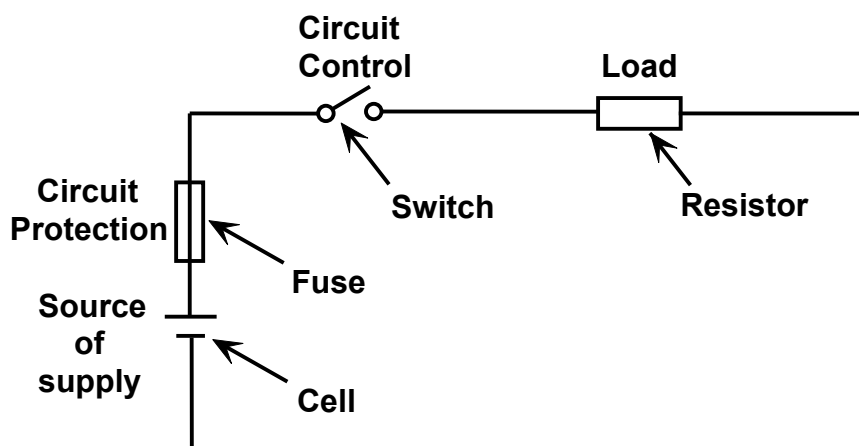 Circuit
Control
Load
Switch
Resistor
Circuit
Protection
Fuse
Source
of
supply
Cell